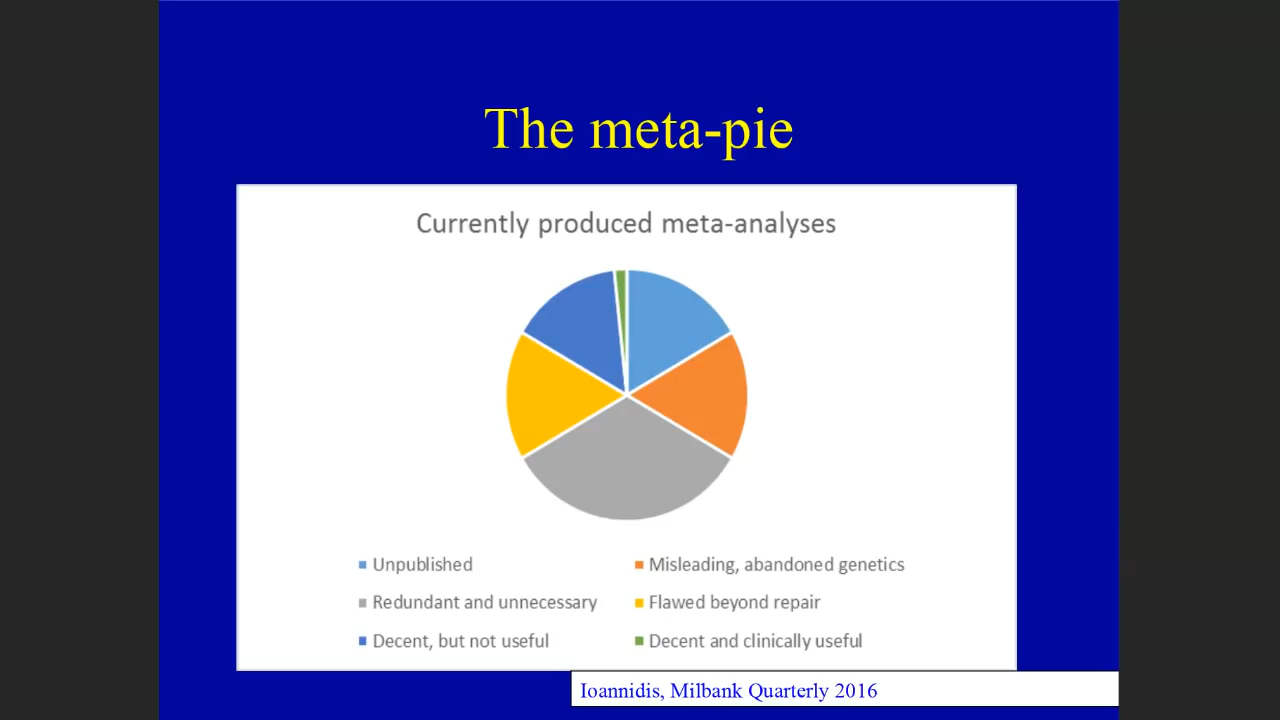 The meta-pie
Currently produced meta-analyses
Unpublished
Misleading, abandoned genetics
Redundant and unnecessary
Flawed beyond repair
Decent, but not useful
Decent and clinically useful
Ioannidis, Milbank Quarterly 2016